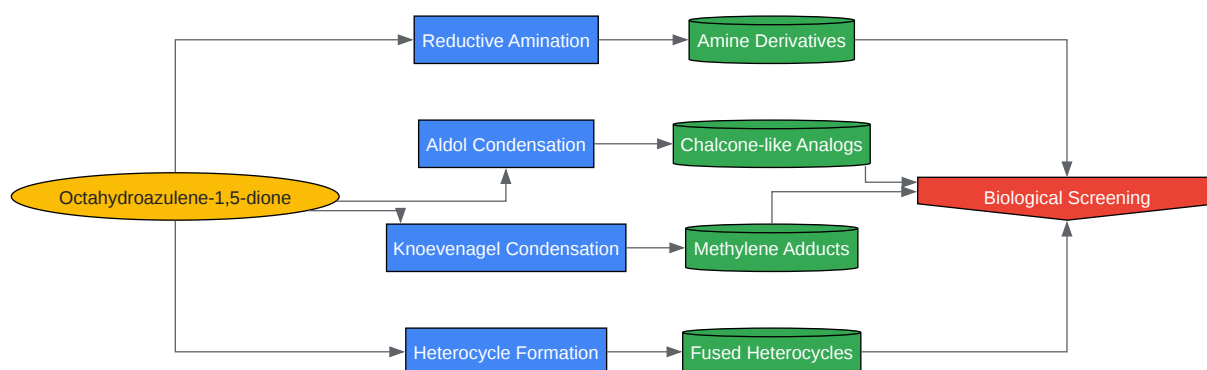 Reductive Amination
Amine Derivatives
Aldol Condensation
Chalcone-like Analogs
Octahydroazulene-1,5-dione
Biological Screening
Knoevenagel Condensation
Methylene Adducts
Heterocycle Formation
Fused Heterocycles